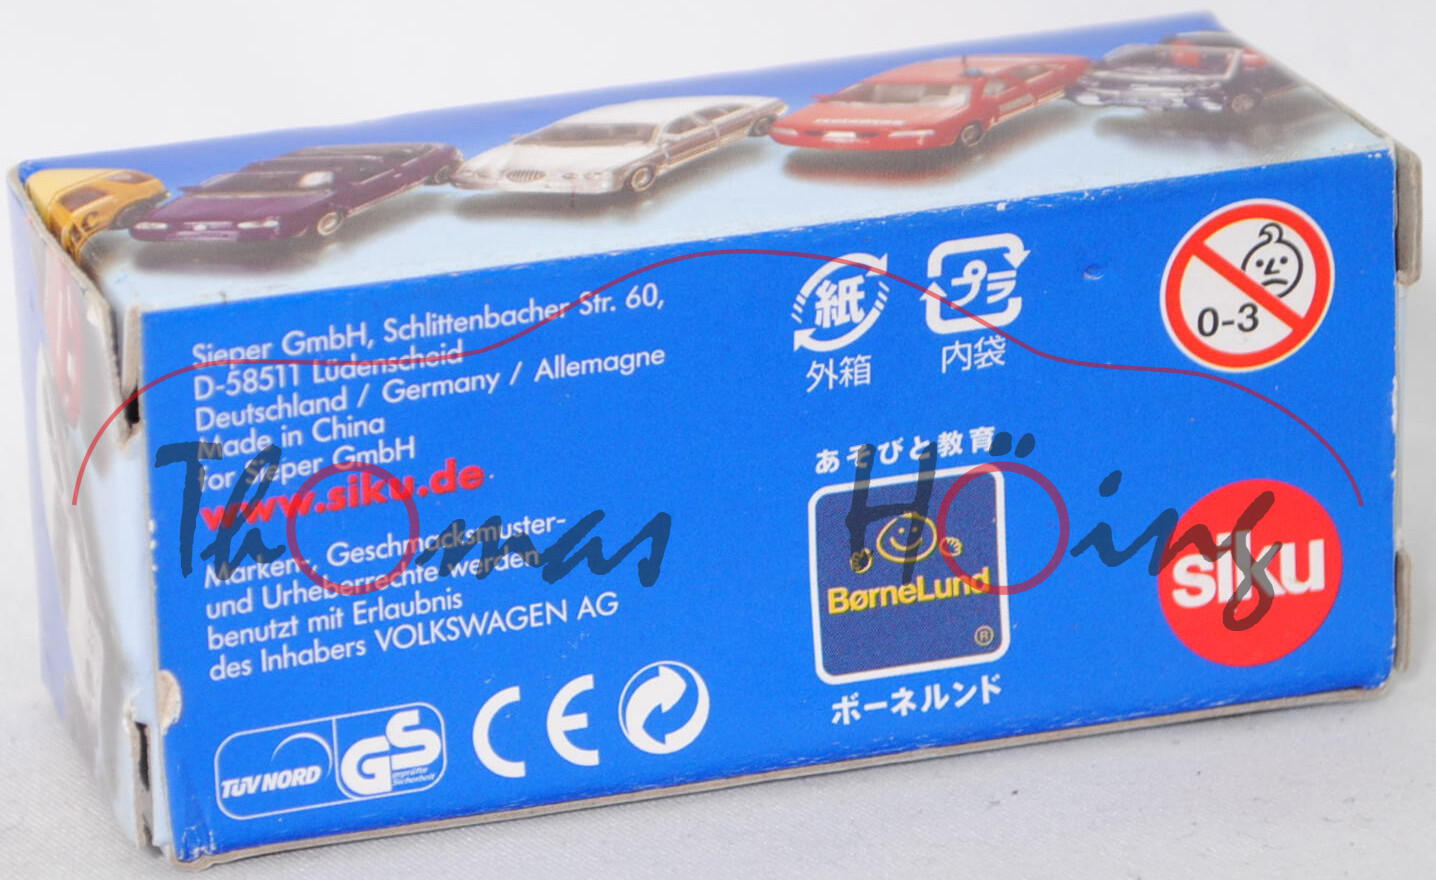 Sieper GmbH, Schlittenbacher Str. 60,
D-58511 Lüdenscheid
Deutschland / Germany / Allemagne
Made in China
for Sieper GmbH
www.siku.de
Marken-, Geschmacksmuster-
und Urheberrechte werden
benutzt mit Erlaubnis
des Inhabers VOLKSWAGEN AG
TÜV NORD
GS
geprüfte
Sicherheit
CE
紙
外箱
プラ
内袋
0-3
あそびと教育
BørneLund
®
ボーネルンド
siku
Thomas Höing